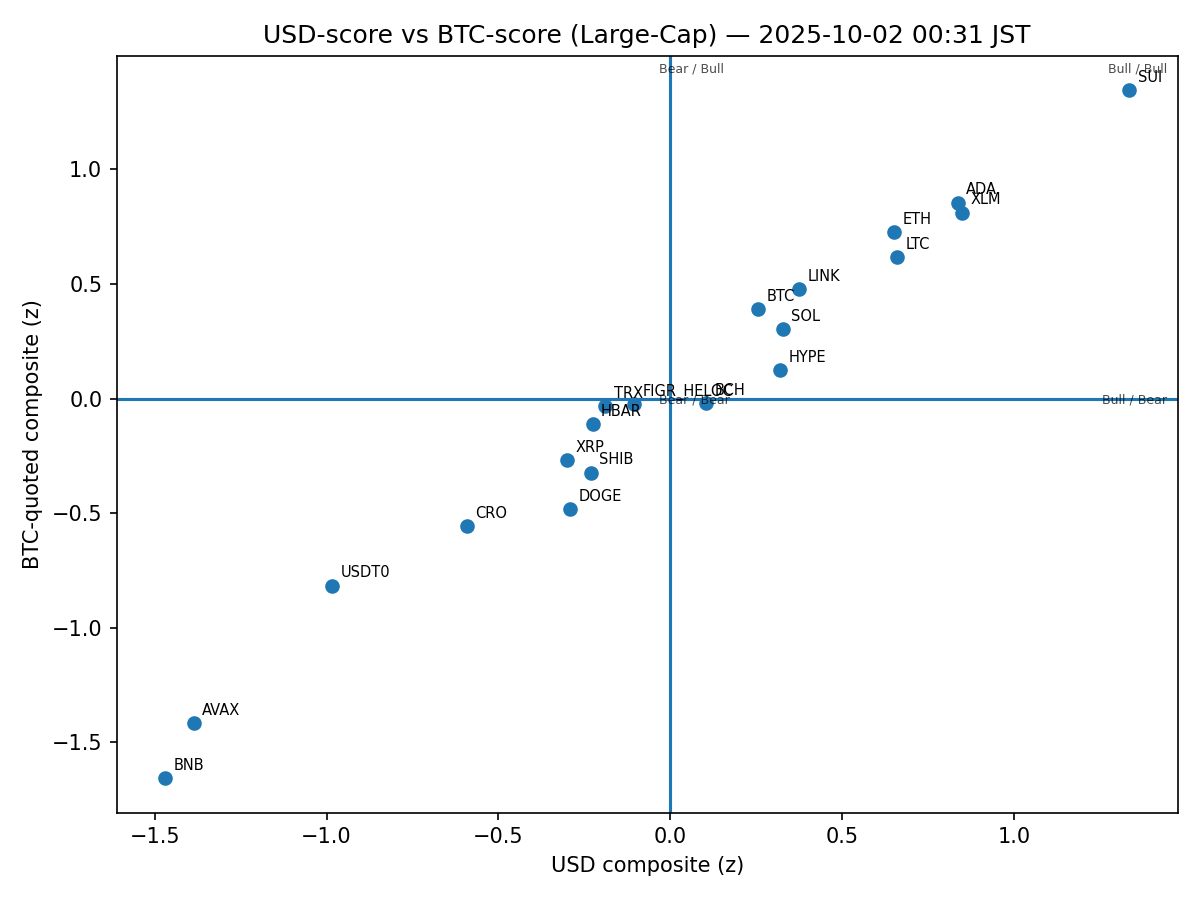 USD-score vs BTC-score (Large-Cap) — 2025-10-02 00:31 JST
Bear / Bull
Bull / Bull
SUI
1.0
ADA
XLM
ETH
LTC
0.5
LINK
BTC
SOL
HYPE
0.0
TRX
FIGR_HELOC
BCH
Bear / Bear
Bull / Bear
HBAR
XRP
SHIB
DOGE
−0.5
CRO
USDT0
−1.0
AVAX
−1.5
BNB
−1.5
−1.0
−0.5
0.0
0.5
1.0
USD composite (z)
BTC-quoted composite (z)